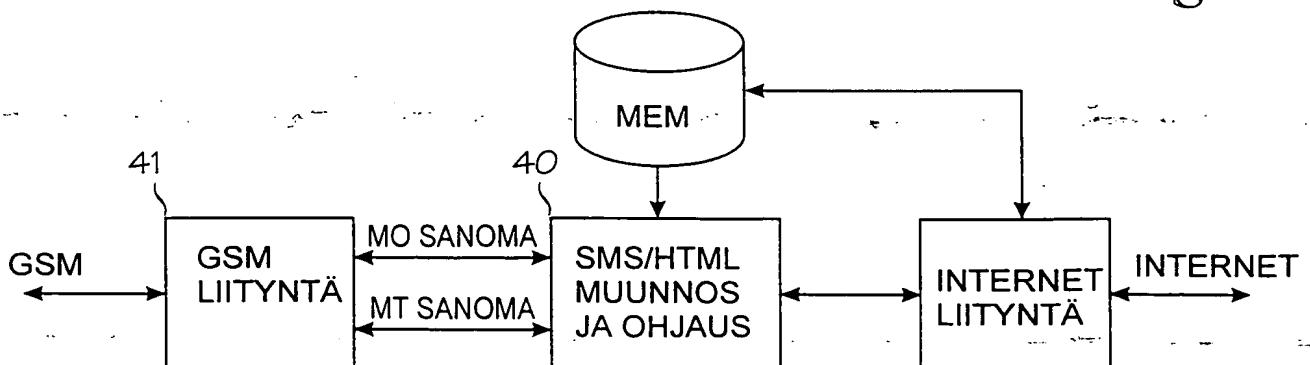 MEM
41
40
GSM
GSM
LIITYNTÄ
MO SANOMA
MT SANOMA
SMS/HTML
MUUNNOS
JA OHJAUS
INTERNET
LIITYNTÄ
INTERNET